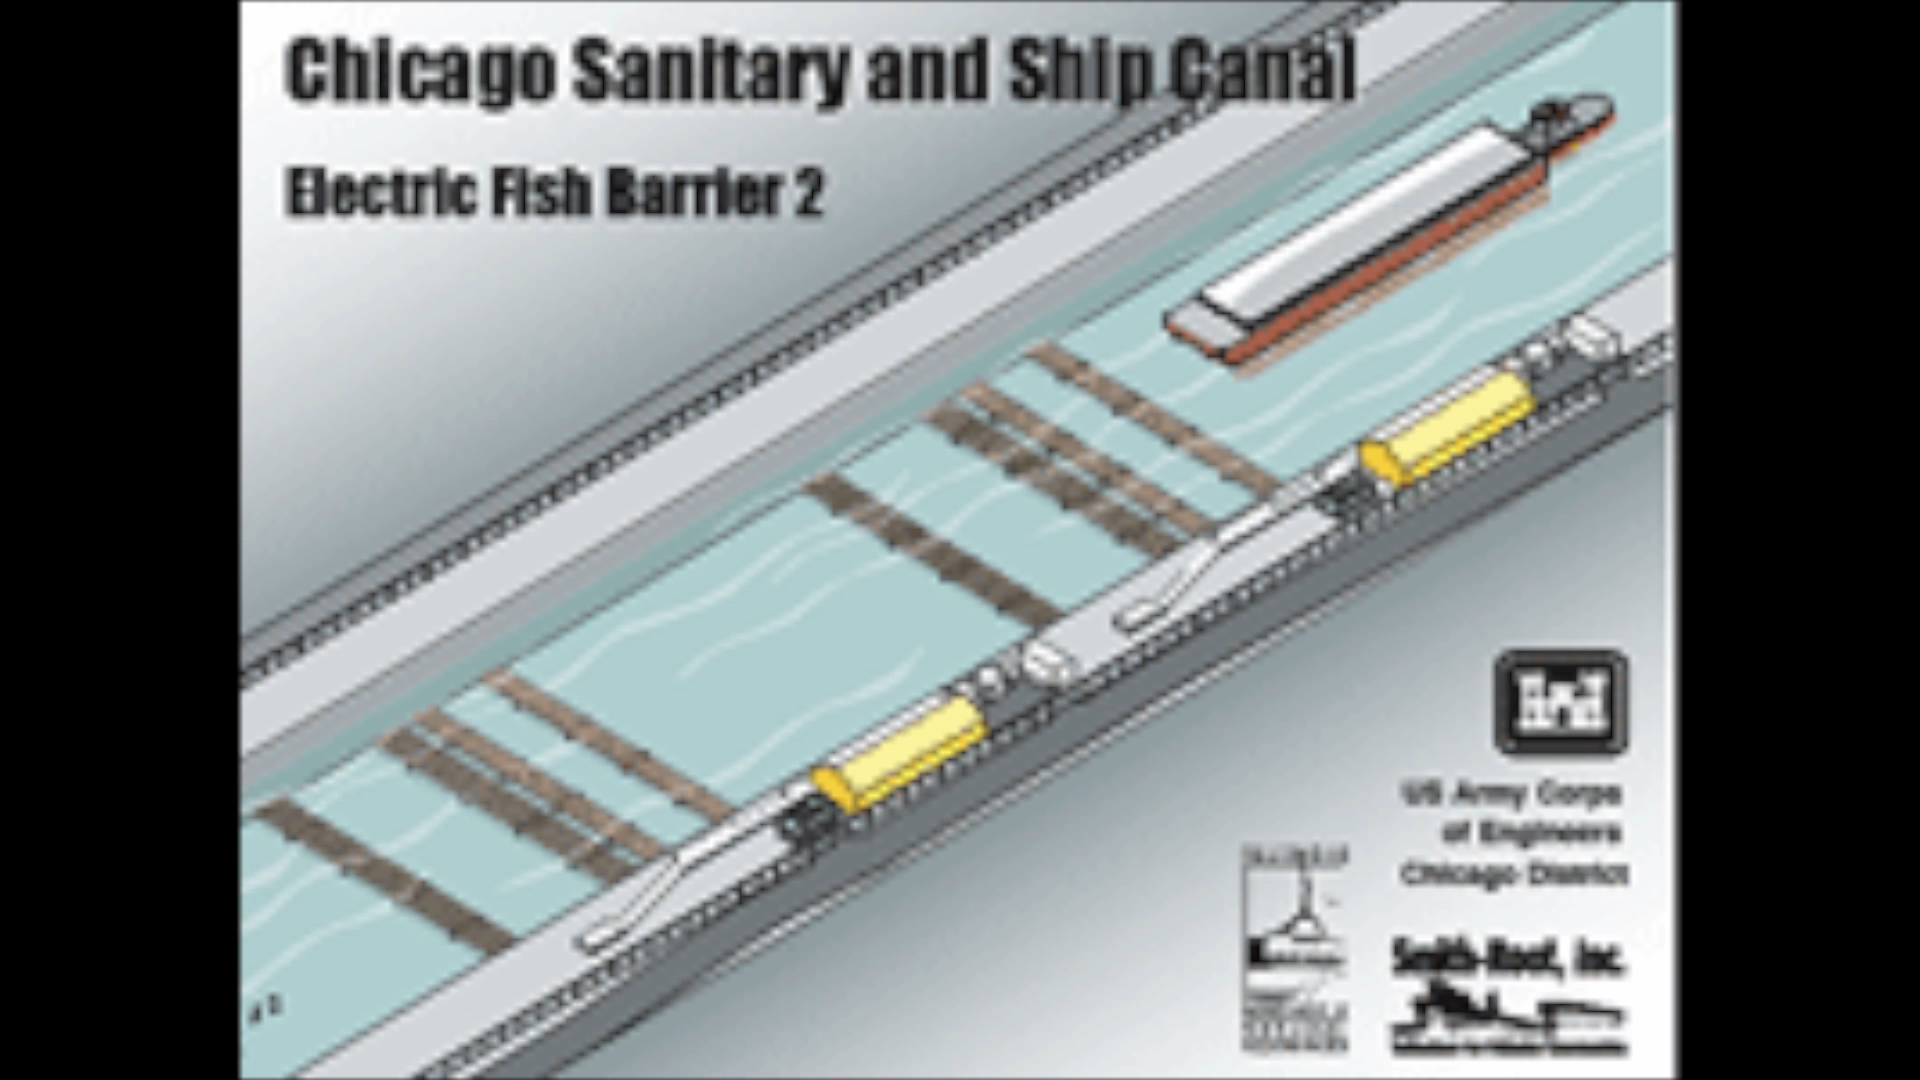 Chicago Sanitary and Ship Canal
Electric Fish Barrier 2
US Army Corps
of Engineers
Chicago District
Smith-Root, Inc.